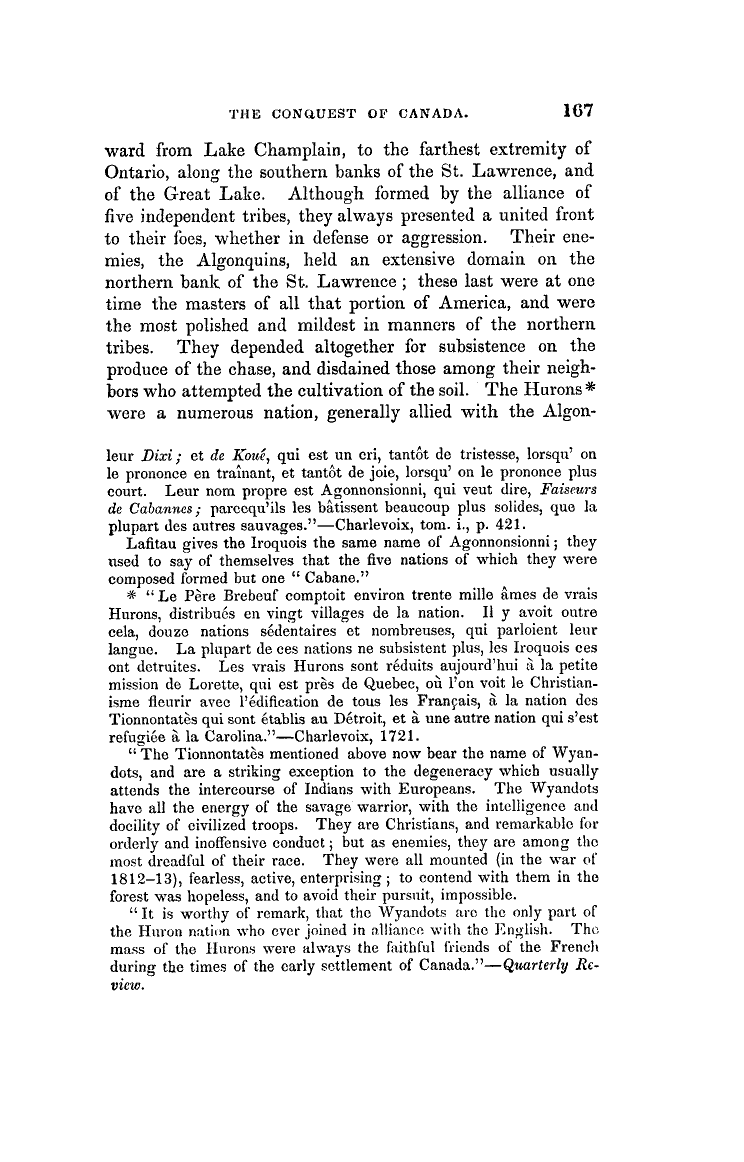 THE CONQUEST OF CANADA. 167
ward from Lake Champlain, to the farthest extremity of
Ontario, along the southern banks of the St. Lawrence, and
of the Great Lake. Although formed by the alliance of
five independent tribes, they always presented a united front
to their foes, whether in defense or aggression. Their ene-
mies, the Algonquins, held an extensive domain on the
northern bank of the St. Lawrence ; these last were at one
time the masters of all that portion of America, and were
the most polished and mildest in manners of the northern
tribes. They depended altogether for subsistence on the
produce of the chase, and disdained those among their neigh-
bors who attempted the cultivation of the soil. The Hurons*
were a numerous nation, generally allied with the Algon-
leur Dixi ; et de Koué, qui est un cri, tantôt de tristesse, lorsqu' on
le prononce en traînant, et tantôt de joie, lorsqu' on le prononce plus
court. Leur nom propre est Agonnonsionni, qui veut dire, Faiseurs
de Cabannes ; parcequ'ils les bâtissent beaucoup plus solides, que la
plupart des autres sauvages."—Charlevoix, tom. i., p. 421.
Lafitau gives the Iroquois the same name of Agonnonsionni ; they
used to say of themselves that the five nations of which they were
composed formed but one " Cabane."
* " Le Père Brebeuf comptoit environ trente mille âmes de vrais
Hurons, distribués en vingt villages de la nation. Il y avoit outre
cela, douze nations sédentaires et nombreuses, qui parloient leur
langue. La plupart de ces nations ne subsistent plus, les Iroquois ces
ont detruites. Les vrais Hurons sont réduits aujourd'hui à la petite
mission de Lorette, qui est près de Quebec, où l'on voit le Christian-
isme fleurir avec l'édification de tous les Français, à la nation des
Tionnontatès qui sont établis au Détroit, et à une autre nation qui s'est
refugiée à la Carolina."—Charlevoix, 1721.
" The Tionnontatès mentioned above now bear the name of Wyan-
dots, and are a striking exception to the degeneracy which usually
attends the intercourse of Indians with Europeans. The Wyandots
have all the energy of the savage warrior, with the intelligence and
docility of civilized troops. They are Christians, and remarkable for
orderly and inoffensive conduct ; but as enemies, they are among the
most dreadful of their race. They were all mounted (in the war of
1812–13), fearless, active, enterprising ; to contend with them in the
forest was hopeless, and to avoid their pursuit, impossible.
" It is worthy of remark, that the Wyandots are the only part of
the Huron nation who ever joined in alliance with the English. The
mass of the Hurons were always the faithful friends of the French
during the times of the early settlement of Canada."—Quarterly Re-
view.